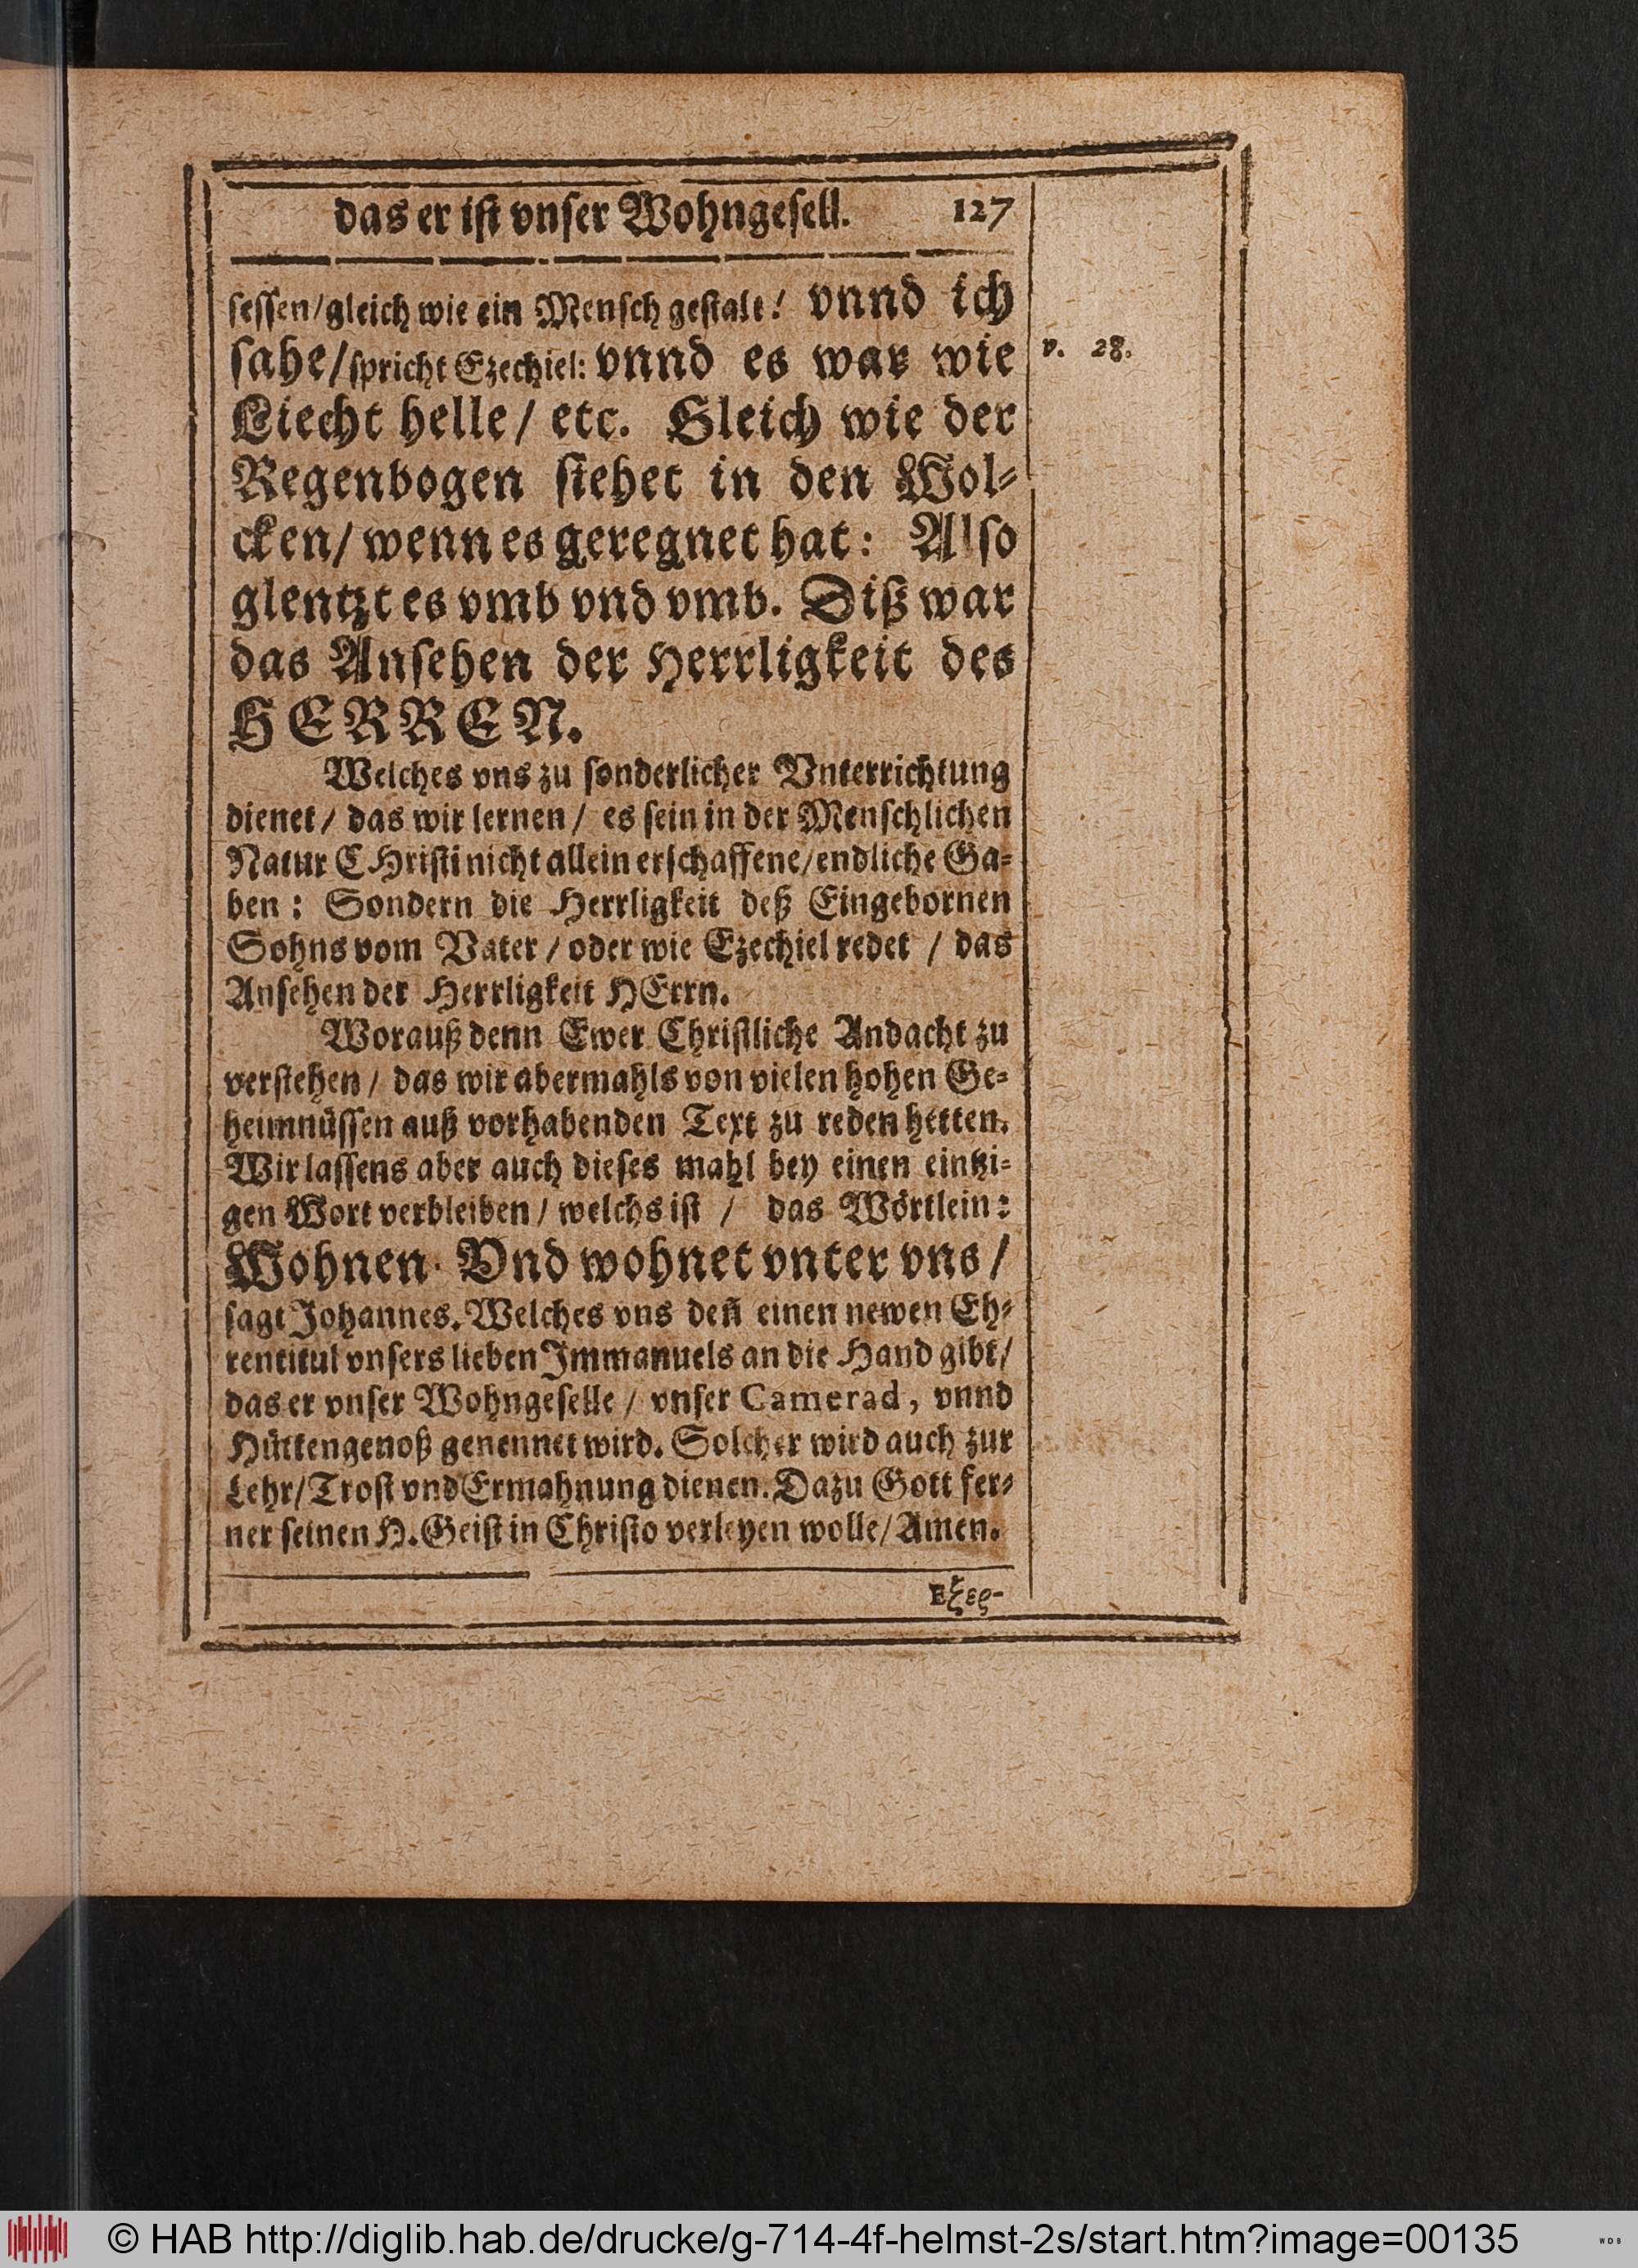 das er iſt vnſer Wohngeſell. 127
ſeſſen/gleich wie ein Menſch geſtalt! vnnd ich
ſahe/ſpricht Ezechiel: vnnd es war wie
v. 28.
Liecht helle/ etc. Gleich wie der
Regenbogen ſtehet in den Wol-
cken/wenn es geregnet hat: Alſo
glentzt es vmb vnd vmb. Diß war
das Anſehen der Herrligkeit des
HERREN.
Welches vns zu ſonderlicher Vnterrichtung
dienet/ das wir lernen/ es ſein in der Menſchlichen
Natur CHriſti nicht allein erſchaffene/endliche Ga-
ben: Sondern die Herrligkeit deß Eingebornen
Sohns vom Vater/oder wie Ezechiel redet / das
Anſehen der Herrligkeit HErrn.
Worauß denn Ewer Chriſtliche Andacht zu
verſtehen/ das wir abermahls von vielen hohen Ge-
heimnüſſen auß vorhabenden Text zu reden hetten.
Wir laſſens aber auch dieſes mahl bey einen eintzi-
gen Wort verbleiben/ welchs iſt / das Wörtlein:
Wohnen. Vnd wohnet vnter vns/
ſagt Johannes. Welches vns deñ einen newen Eh-
rentitul vnſers lieben Immanuels an die Hand gibt/
das er vnſer Wohngeſelle/ vnſer Camerad, vnnd
Hüttengenoß genennet wird. Solcher wird auch zur
Lehr/Troſt vnd Ermahnung dienen. Dazu Gott fer-
ner ſeinen H. Geiſt in Chriſto verleyen wolle/Amen.
Εξερ-
© HAB http://diglib.hab.de/drucke/g-714-4f-helmst-2s/start.htm?image=00135
WDB